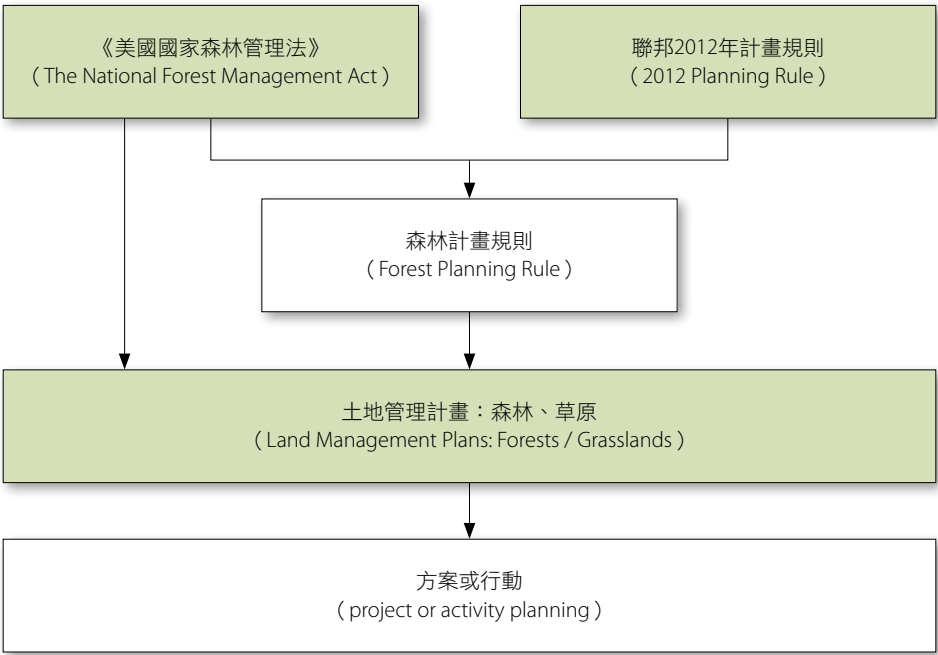 《美國國家森林管理法》
（The National Forest Management Act）
聯邦2012年計畫規則
（2012 Planning Rule）
森林計畫規則
（Forest Planning Rule）
土地管理計畫：森林、草原
（Land Management Plans: Forests / Grasslands）
方案或行動
（project or activity planning）